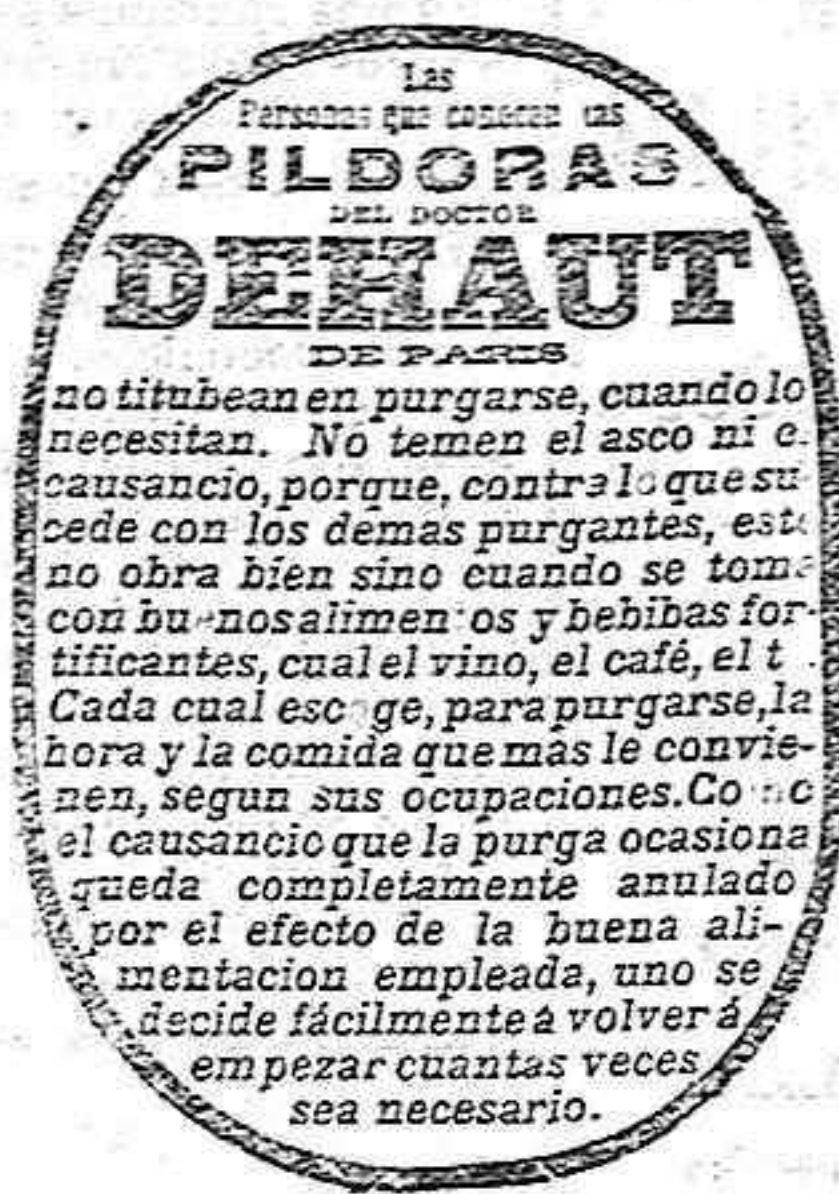 Las
Personas que conocen las
PILDORAS
DEL DOCTOR
DEHAUT
DE PARIS
no titubean en purgarse, cuando lo
necesitan. No temen el asco ni e
causancio, porque, contra lo que su
cede con los demas purgantes, este
no obra bien sino cuando se toma
con buenos alimentos y bebibas for-
tificantes, cual el vino, el café, el
Cada cual escoge, para purgarse, la
hora y la comida que más le convie-
nen, segun sus ocupaciones. Como
el causancio que la purga ocasiona
queda completamente anulado
por el efecto de la buena ali-
mentacion empleada, uno se
decide fácilmente á volver á
empezar cuantas veces
sea necesario.